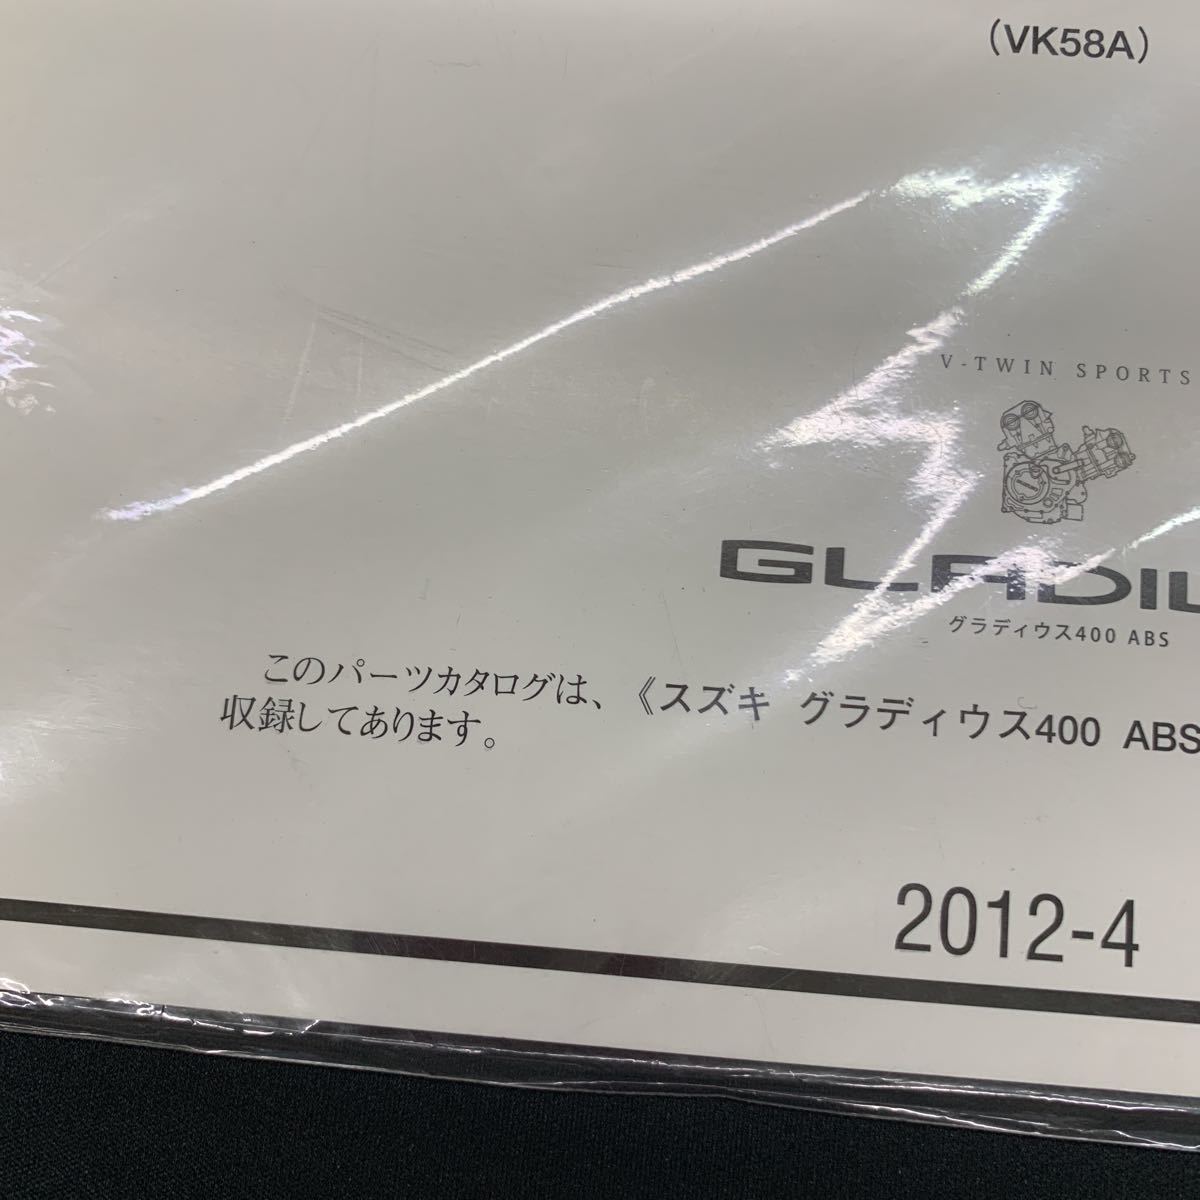 (VK58A)
V-TWIN SPORTS
GLADIU
グラディウス400 ABS
このパーツカタログは、《スズキ グラディウス400 ABS
収録してあります。
2012-4